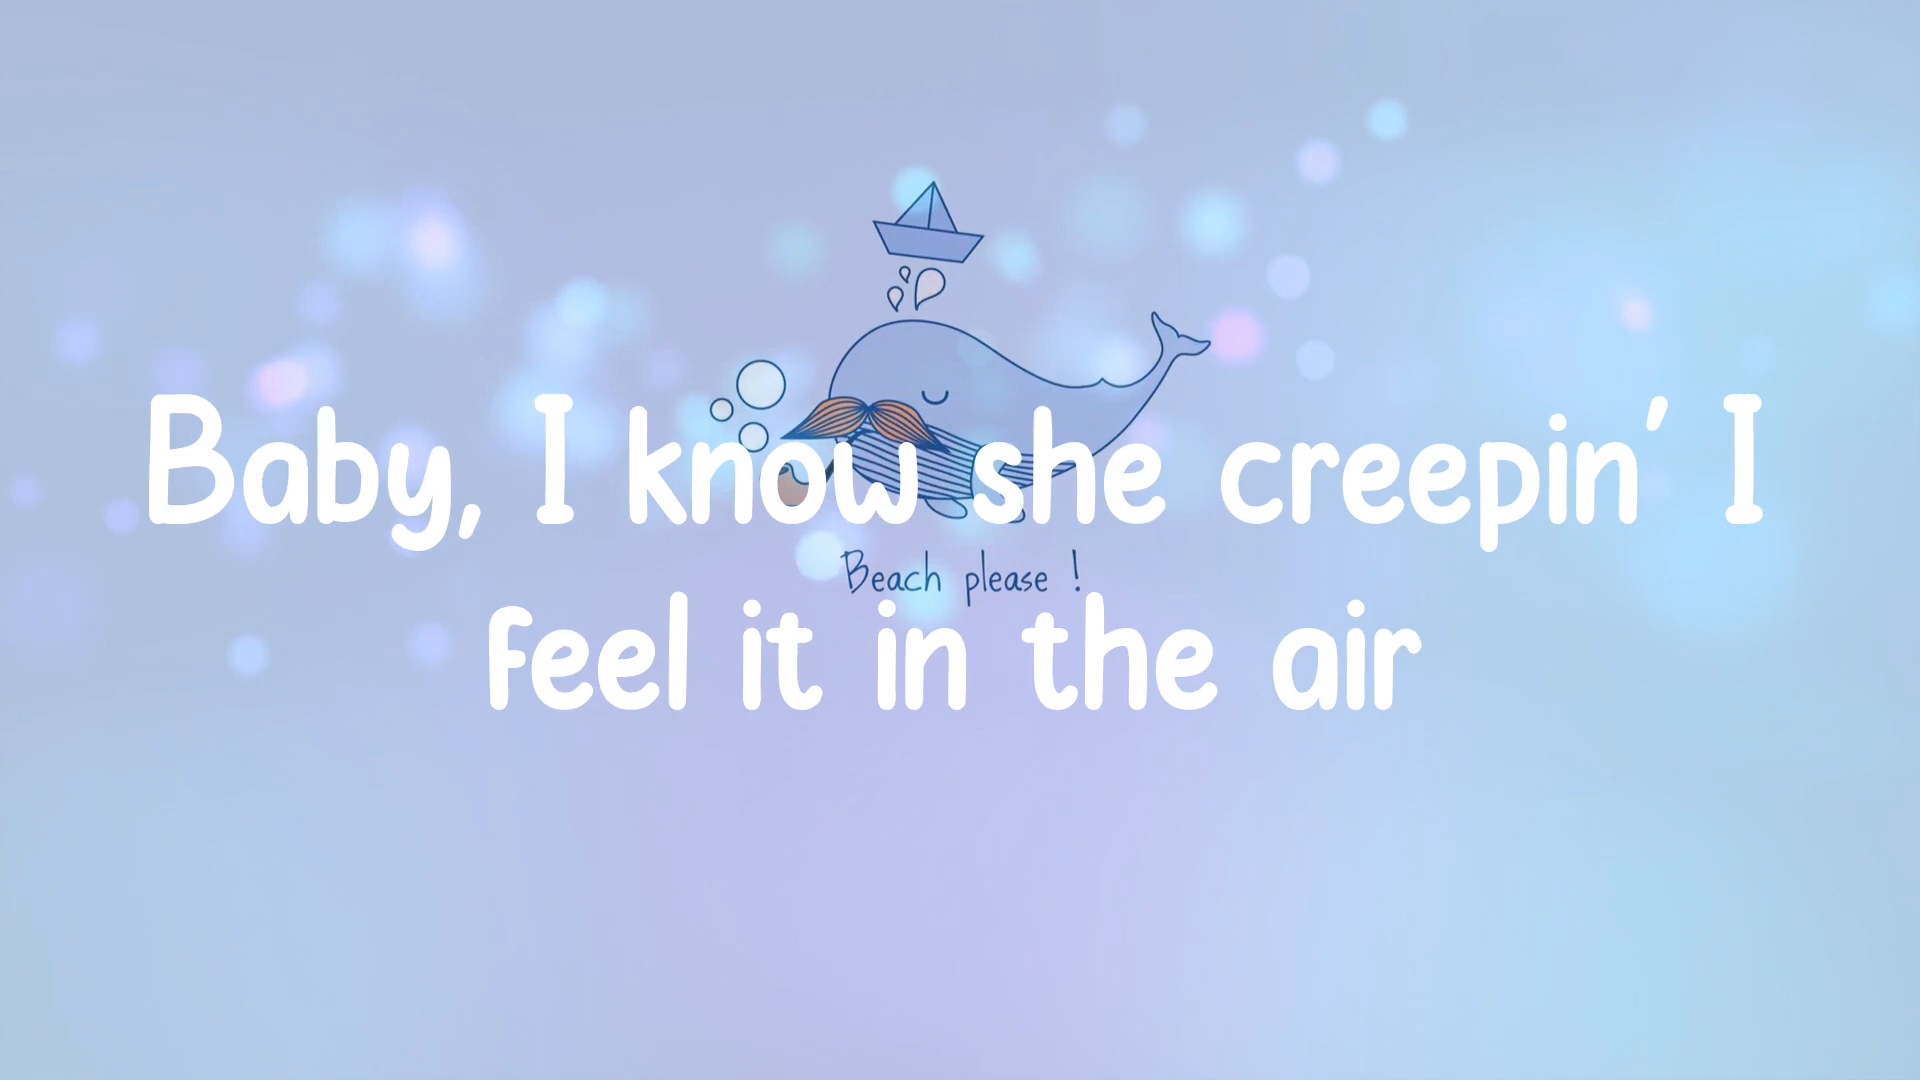 Baby, I know she creepin’ I
Beach please !
feel it in the air